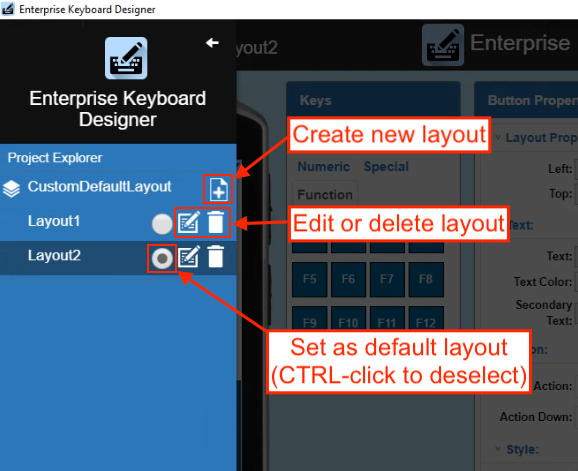 Enterprise Keyboard Designer
yout2
Enterprise
Enterprise Keyboard
Designer
Keys
Button Proper
Create new layout
Layout Prop
Project Explorer
Numeric Special
Left:
CustomDefaultLayout
Top:
Function
Layout1
Edit or delete layout
Text:
Layout2
Text:
F5 F6 F7 F8
Text Color:
Secondary
Text:
F9 F10 F11 F12
Set as default layout
(CTRL-click to deselect)
on:
Action:
Action Down:
Style: